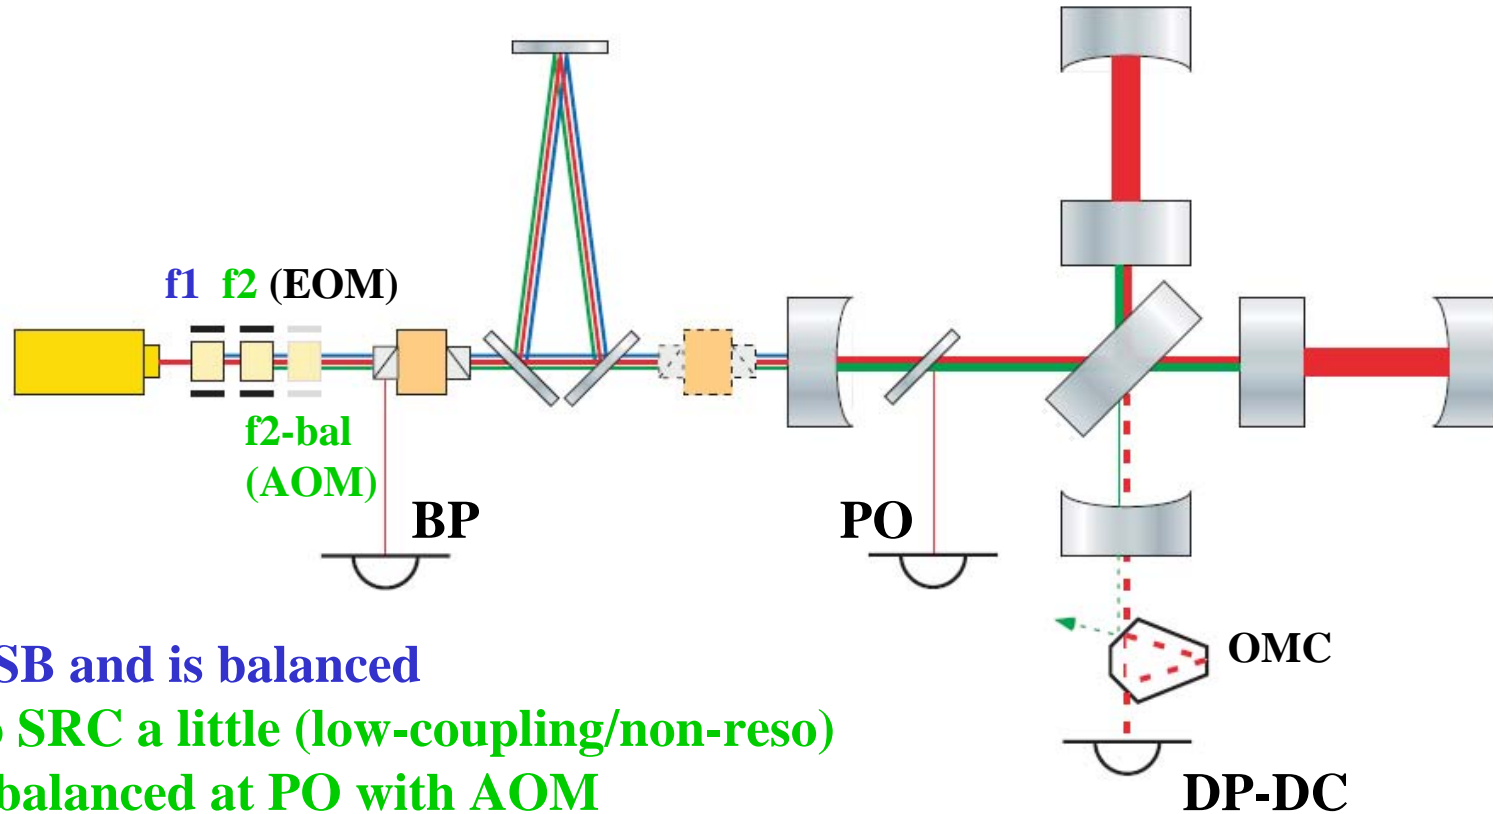 f1 f2 (EOM)
f2-bal
(AOM)
BP
PO
OMC
SB and is balanced
SRC a little (low-coupling/non-reso)
balanced at PO with AOM
DP-DC